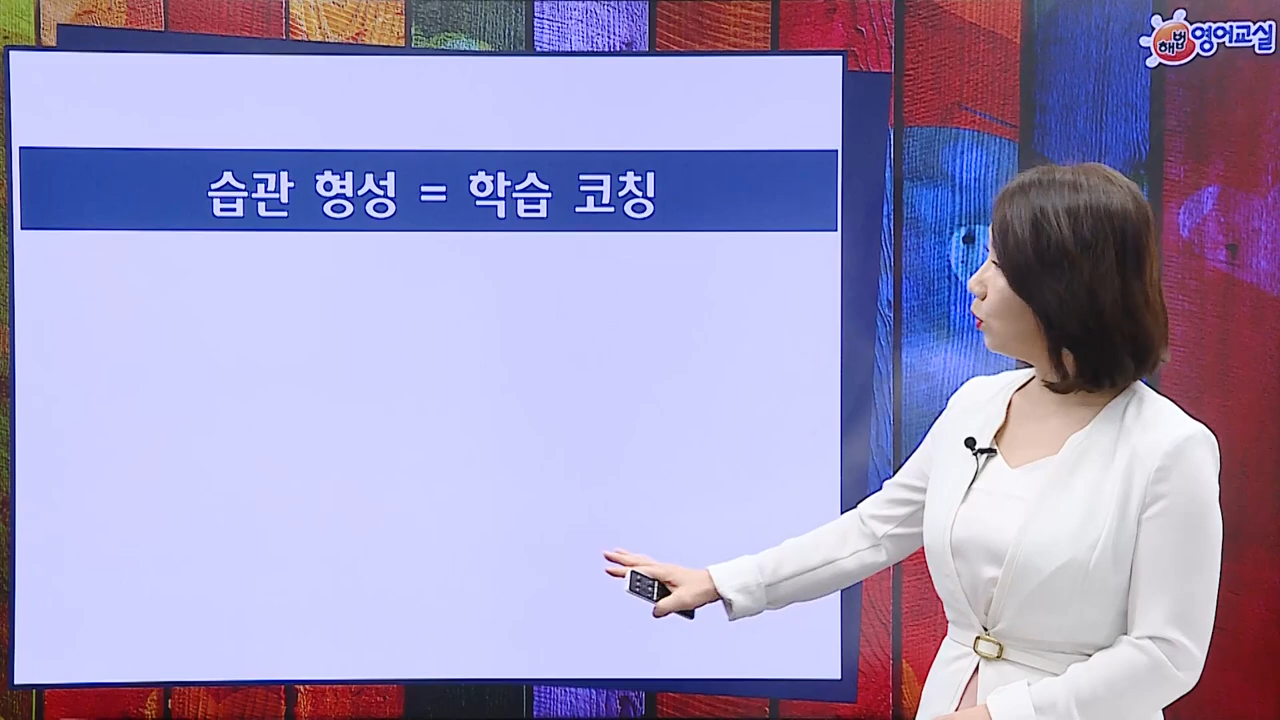 해법영어교실
습관 형성 = 학습 코칭